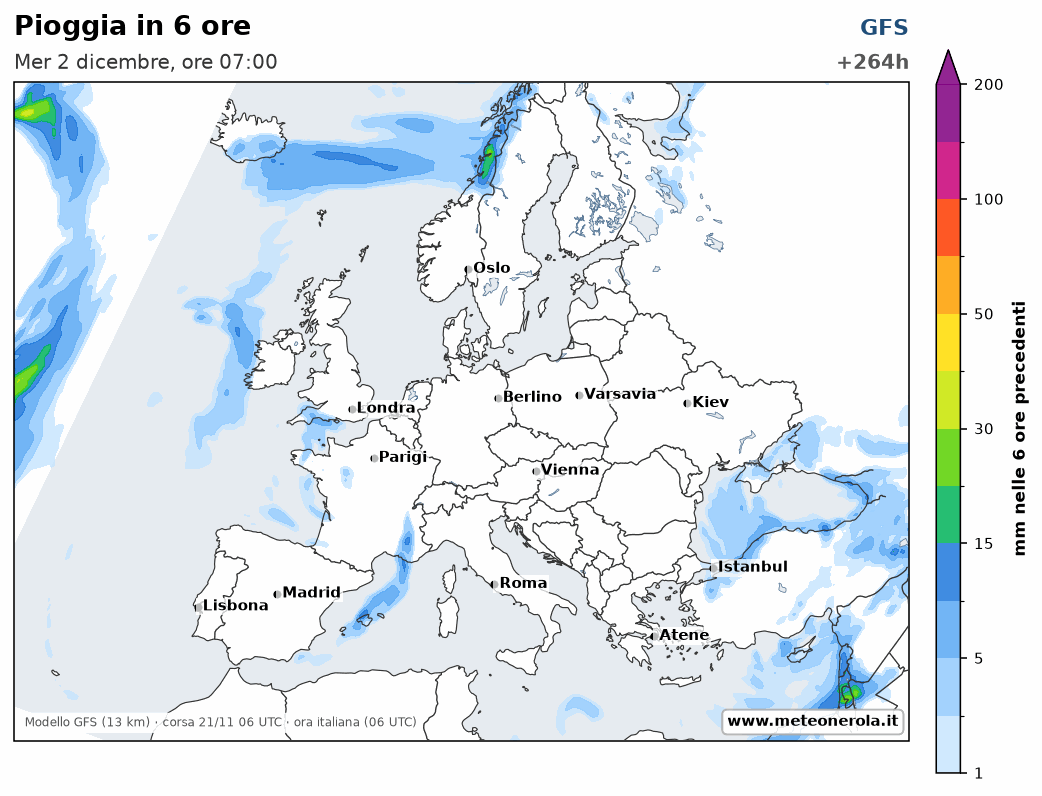 Pioggia in 6 ore
GFS
Mer 2 dicembre, ore 07:00
+264h
200
100
50
30
15
5
1
mm nelle 6 ore precedenti
Oslo
Berlino
Varsavia
Kiev
Londra
Parigi
Vienna
Istanbul
Roma
Madrid
Lisbona
Atene
Modello GFS (13 km) · corsa 21/11 06 UTC · ora italiana (06 UTC)
www.meteonerola.it